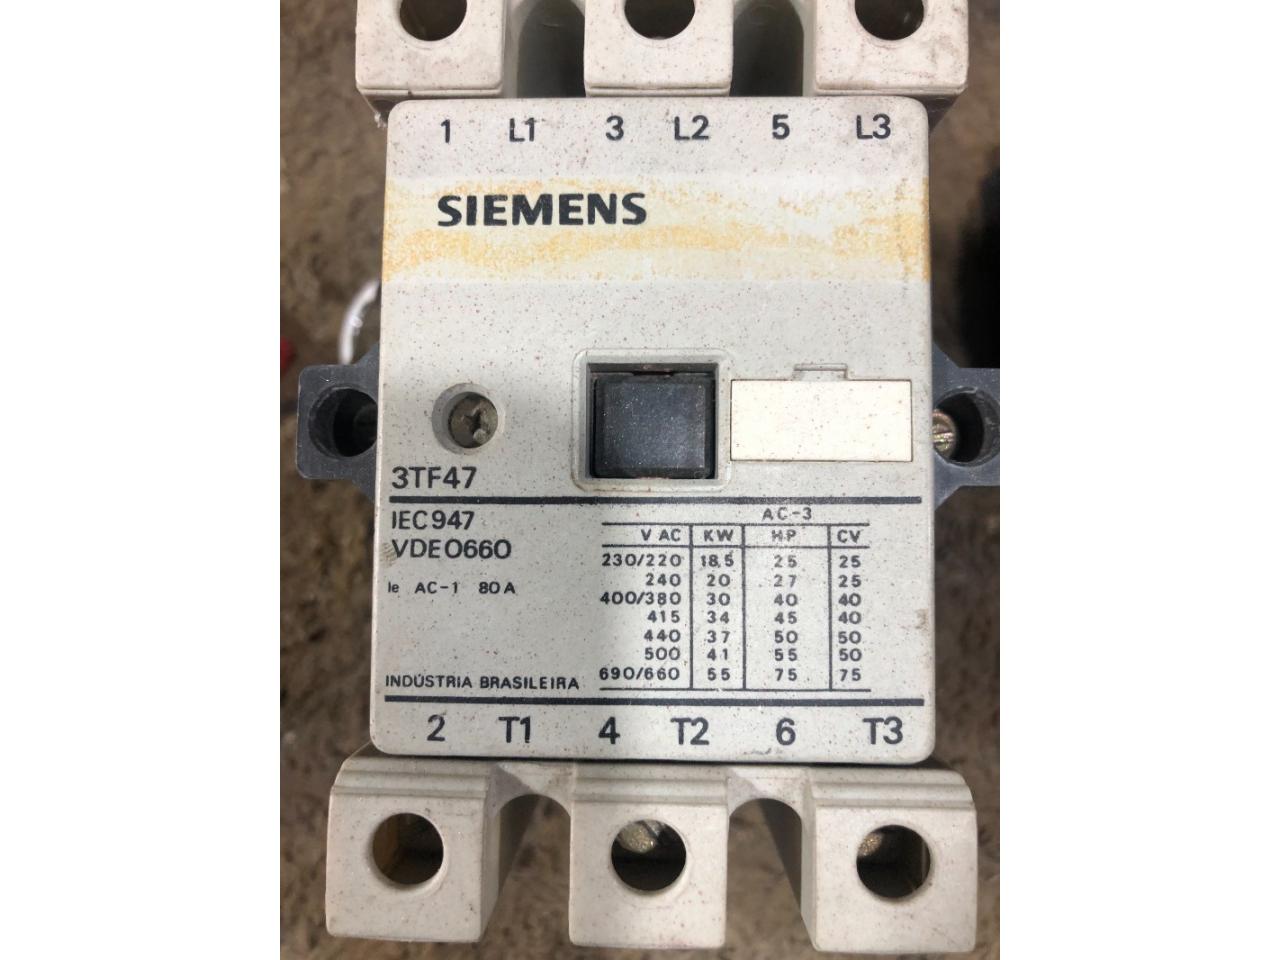 1 L1 3 L2 5 L3
SIEMENS
3TF47
IEC947
VDE0660
Ie AC-1 80A
INDÚSTRIA BRASILEIRA
AC-3
V AC KW HP CV
230/220 18,5 25 25
240 20 27 25
400/380 30 40 40
415 34 45 40
440 37 50 50
500 41 55 50
690/660 55 75 75
2 T1 4 T2 6 T3